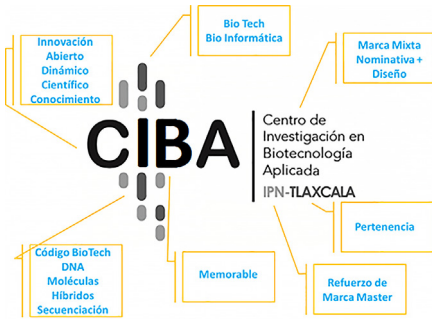 Innovación
Abierto
Dinámico
Científico
Conocimiento
Bio Tech
Bio Informática
Marca Mixta
Nominativa +
Diseño
CIBA
Centro de
Investigación en
Biotecnología
Aplicada
IPN-TLAXCALA
Código BioTech
DNA
Moléculas
Híbridos
Secuenciación
Memorable
Pertenencia
Refuerzo de
Marca Master